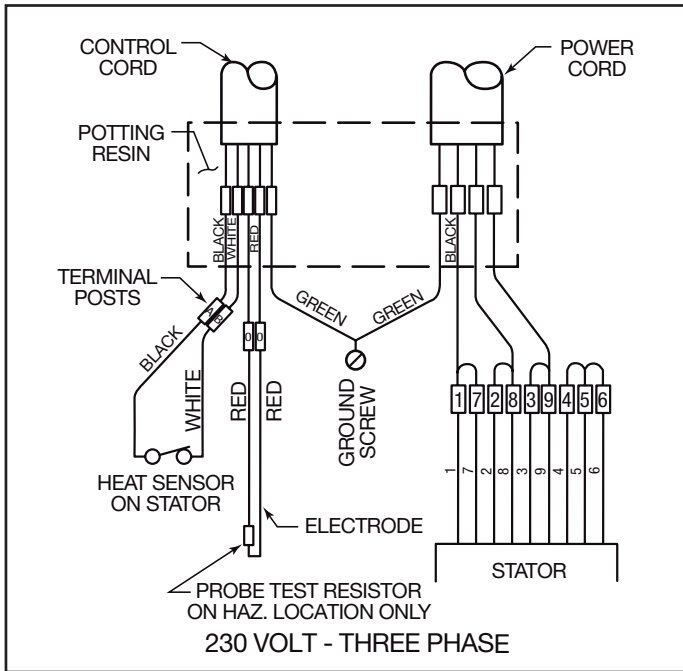 CONTROL
CORD
POWER
CORD
POTTING
RESIN
BLACK
WHITE
RED
BLACK
TERMINAL
POSTS
A
B
GREEN
GREEN
BLACK
WHITE
0 0
RED
RED
GROUND
SCREW
1 7 2 8 3 9 4 5 6
1 7 2 8 3 9 4 5 6
HEAT SENSOR
ON STATOR
ELECTRODE
STATOR
PROBE TEST RESISTOR
ON HAZ. LOCATION ONLY
230 VOLT - THREE PHASE